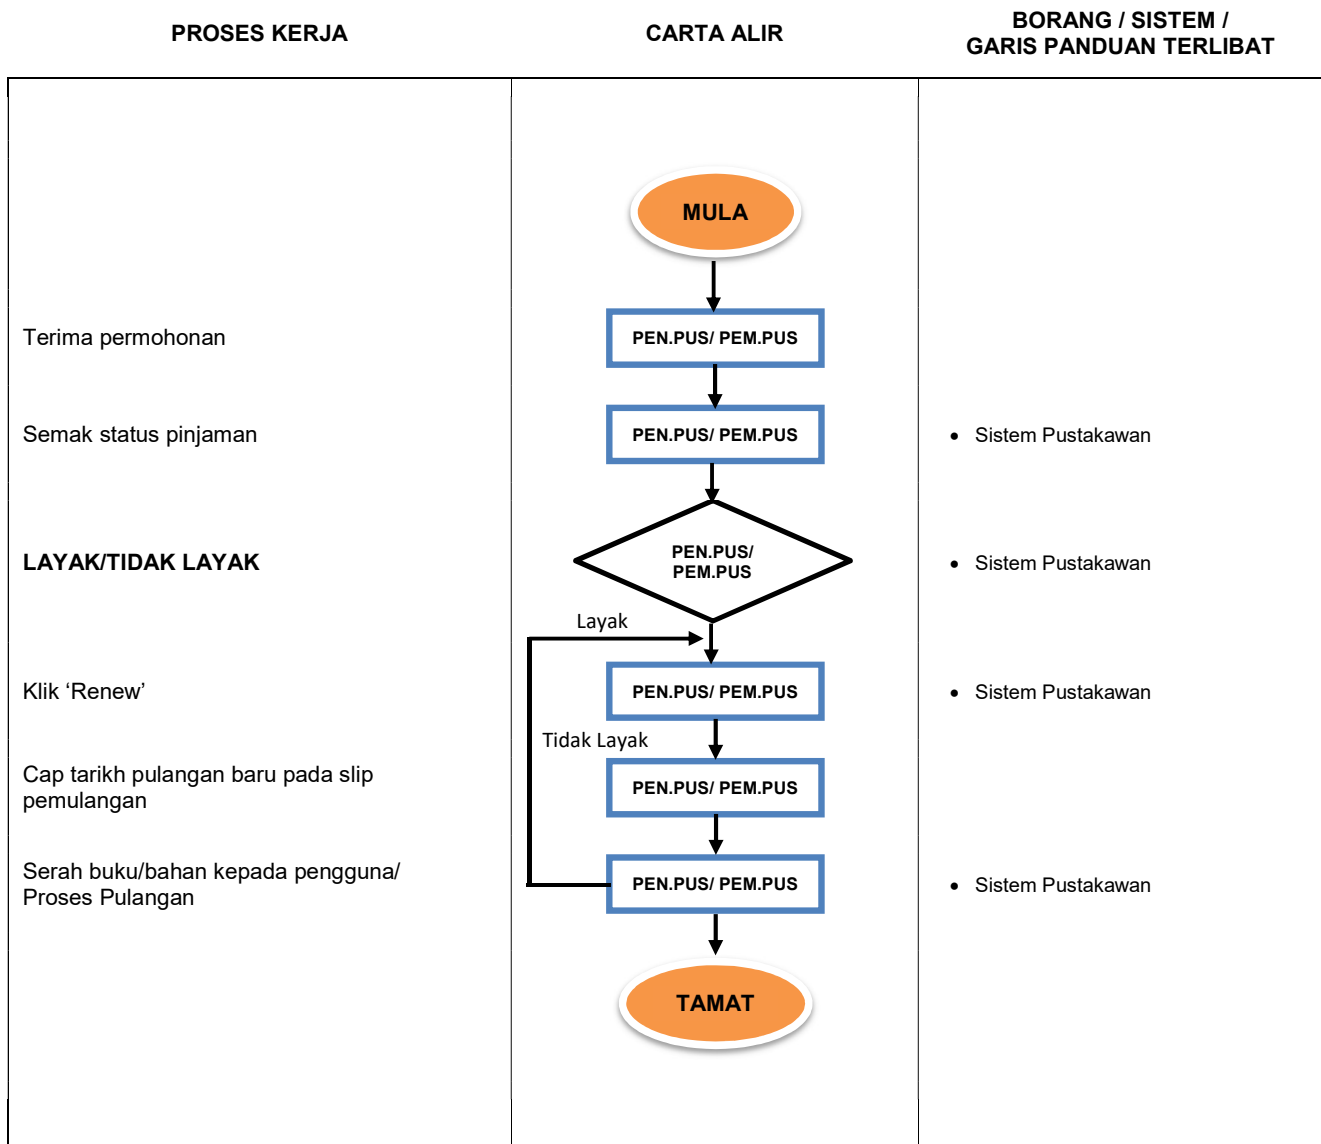 PROSES KERJA
CARTA ALIR
BORANG / SISTEM /
GARIS PANDUAN TERLIBAT
MULA
Terima permohonan
PEN.PUS/ PEM.PUS
Semak status pinjaman
PEN.PUS/ PEM.PUS
• Sistem Pustakawan
LAYAK/TIDAK LAYAK
PEN.PUS/
PEM.PUS
• Sistem Pustakawan
Layak
Klik ‘Renew’
PEN.PUS/ PEM.PUS
• Sistem Pustakawan
Tidak Layak
Cap tarikh pulangan baru pada slip
pemulangan
PEN.PUS/ PEM.PUS
Serah buku/bahan kepada pengguna/
Proses Pulangan
PEN.PUS/ PEM.PUS
• Sistem Pustakawan
TAMAT